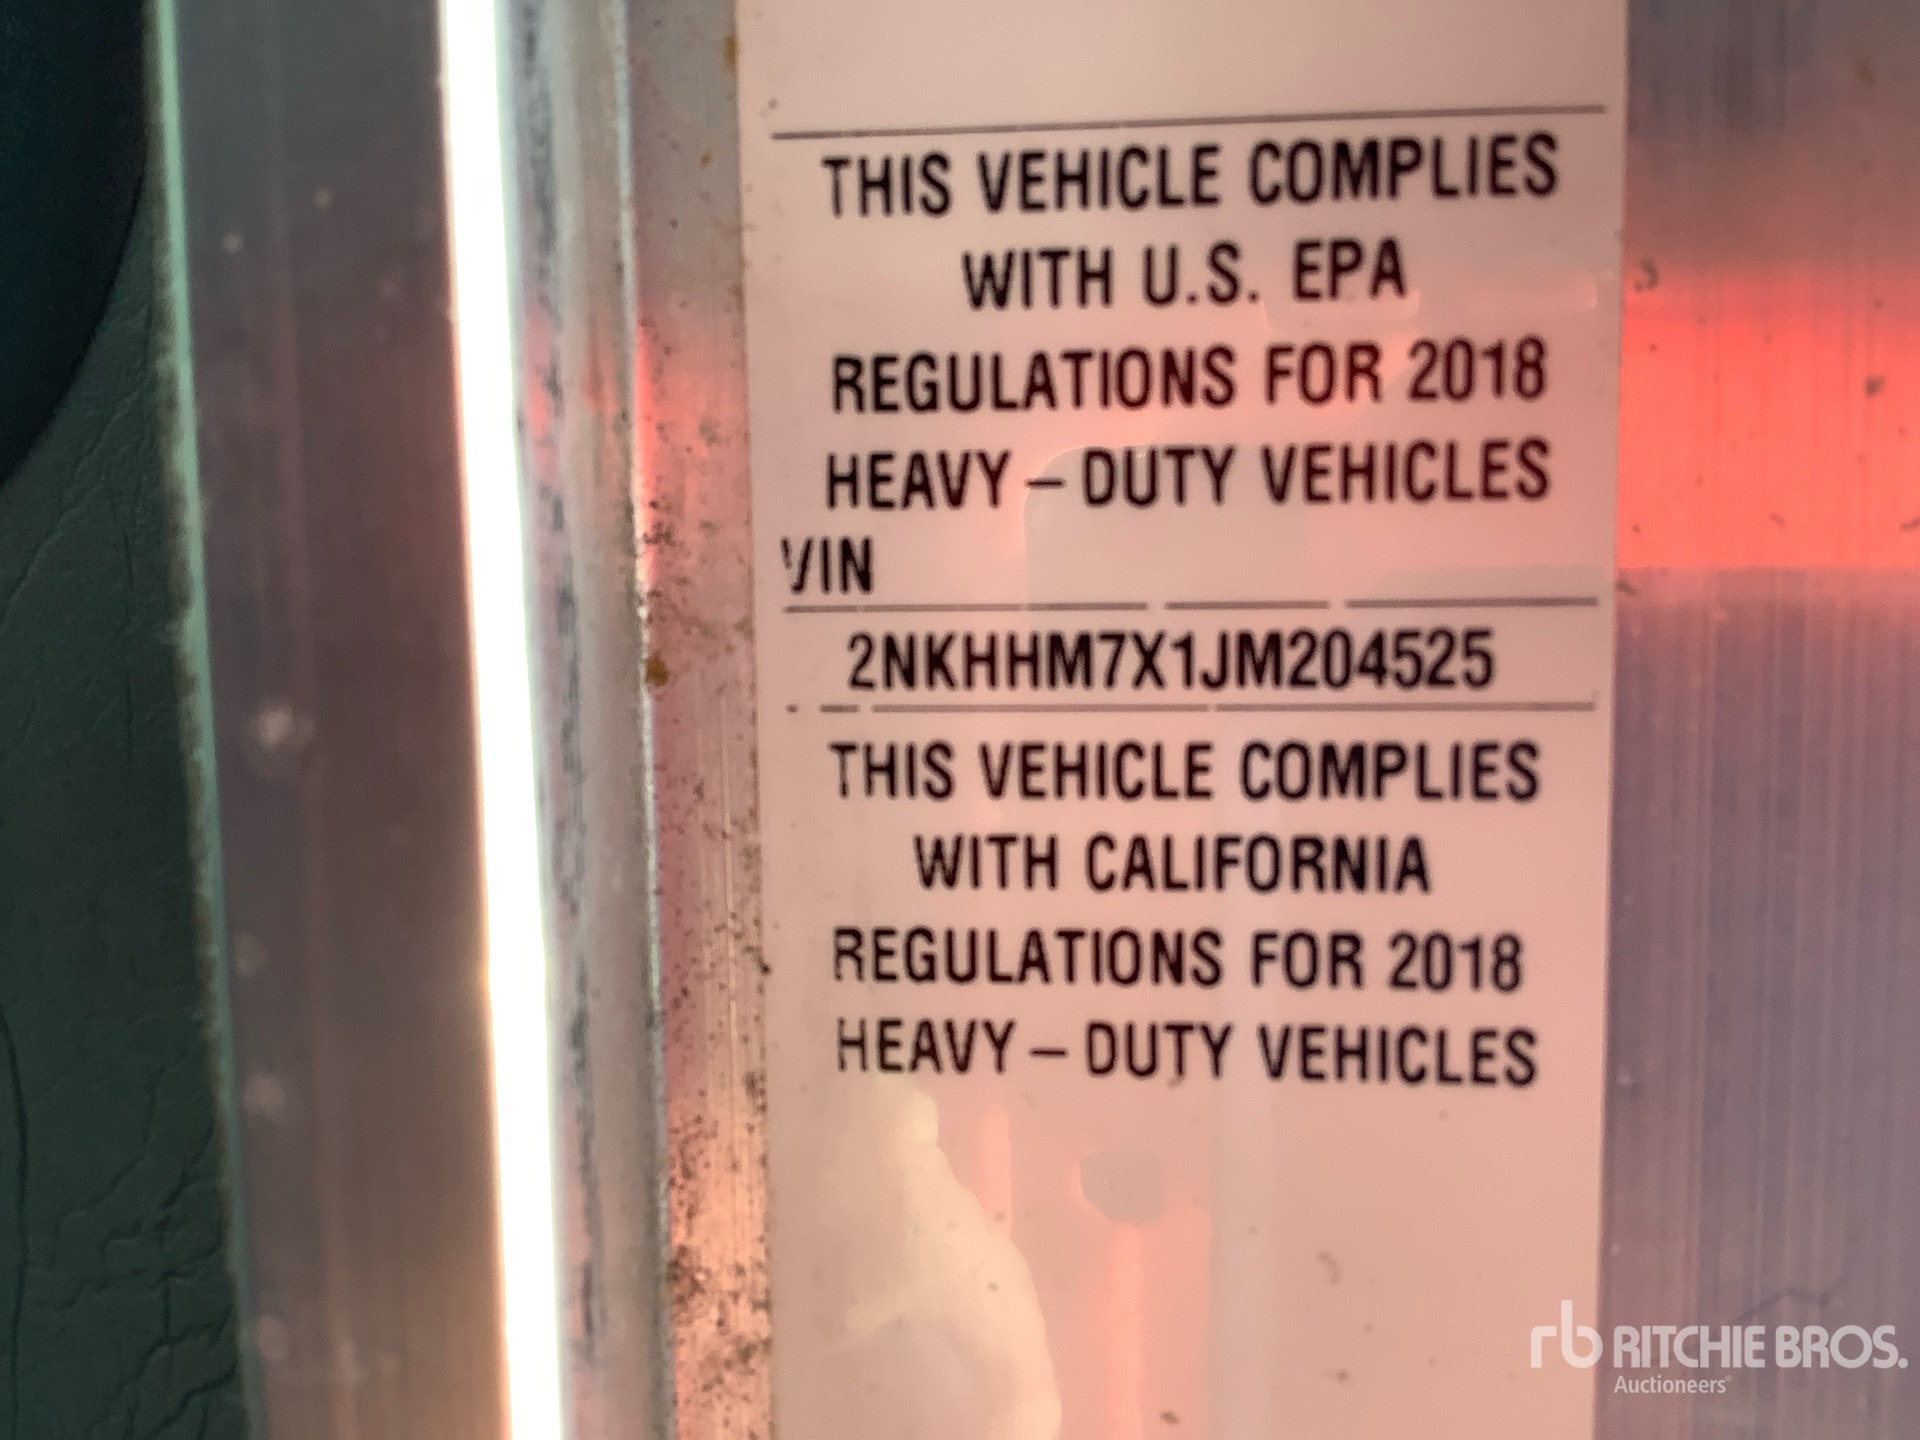 THIS VEHICLE COMPLIES
WITH U.S. EPA
REGULATIONS FOR 2018
HEAVY – DUTY VEHICLES
VIN
2NKHHM7X1JM204525
THIS VEHICLE COMPLIES
WITH CALIFORNIA
REGULATIONS FOR 2018
HEAVY – DUTY VEHICLES
rb RITCHIE BROS.
Auctioneers